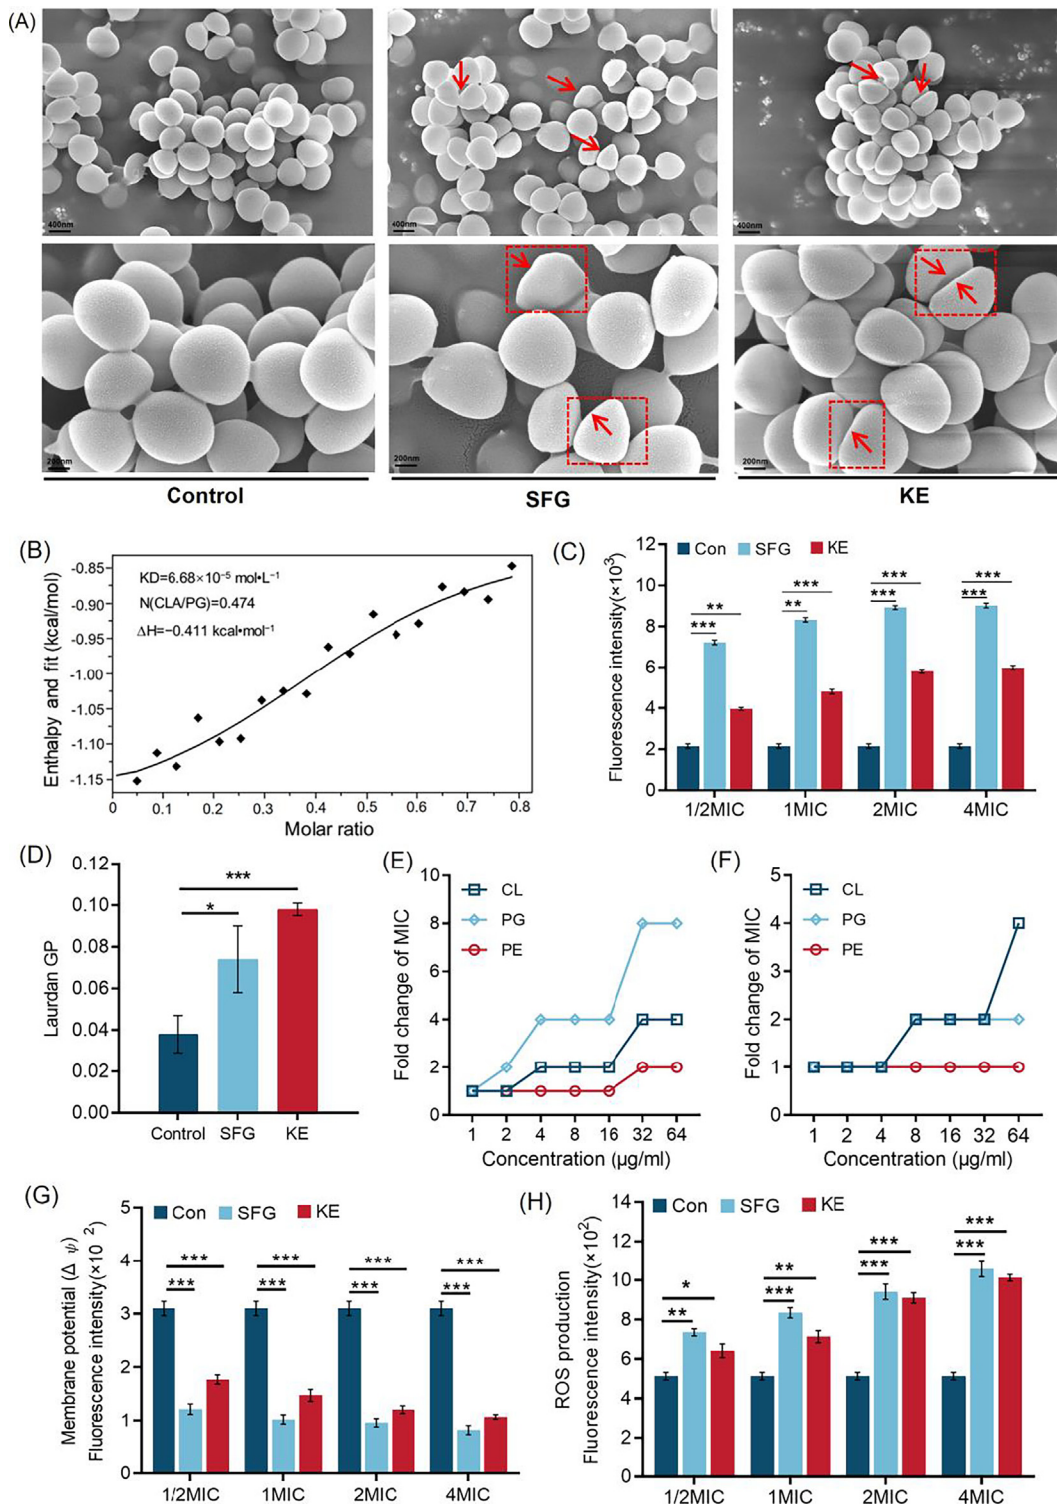 (A)
400nm
400nm
400nm
200nm
200nm
200nm
Control
SFG
KE
(B)
Enthalpy and fit (kcal/mol)
-0.85
-0.90
-0.95
-1.00
-1.05
-1.10
-1.15
KD=6.68×10⁻⁵ mol•L⁻¹
N(CLA/PG)=0.474
ΔH=−0.411 kcal•mol⁻¹
0 0.1 0.2 0.3 0.4 0.5 0.6 0.7 0.8
Molar ratio
(C)
Con SFG KE
Fluorescence intensity(×10³)
12
10
8
6
4
2
0
** *** *** ***
*** ** *** ***
1/2MIC 1MIC 2MIC 4MIC
(D)
Laurdan GP
0.12
0.10
0.08
0.06
0.04
0.02
0.00
***
*
Control SFG KE
(E)
Fold change of MIC
10
8
6
4
2
0
CL
PG
PE
1 2 4 8 16 32 64
Concentration (μg/ml)
(F)
Fold change of MIC
5
4
3
2
1
0
CL
PG
PE
1 2 4 8 16 32 64
Concentration (μg/ml)
(G)
Con SFG KE
Membrane potential (Δ ψ)
Fluorescence intensity(×10 2)
5
3
2
1
0
*** *** *** ***
*** *** *** ***
1/2MIC 1MIC 2MIC 4MIC
(H)
Con SFG KE
ROS production
Fluorescence intensity(×10²)
14
12
10
8
6
4
2
0
* ** *** ***
** *** *** ***
1/2MIC 1MIC 2MIC 4MIC